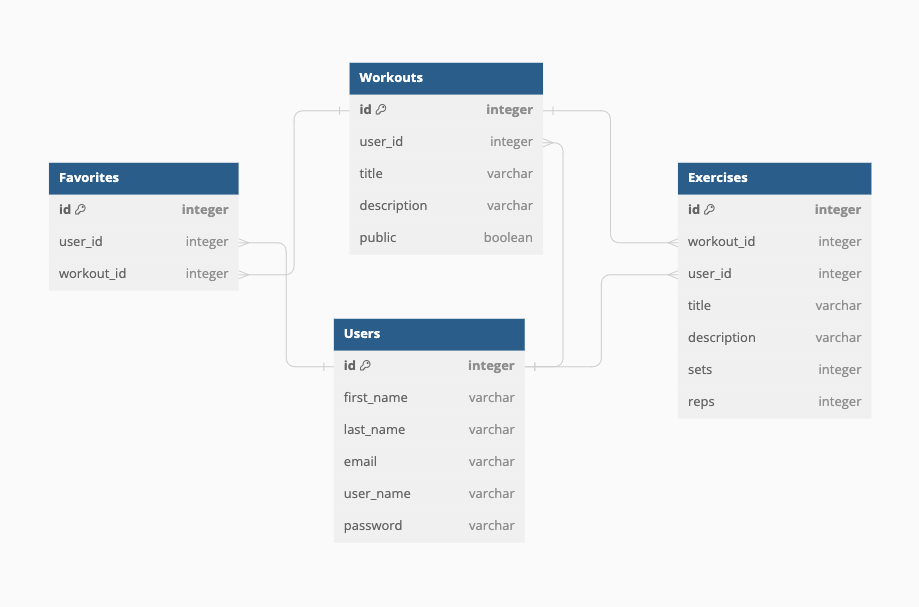 Workouts
id integer
user_id integer
title varchar
description varchar
public boolean
Favorites
id integer
user_id integer
workout_id integer
Exercises
id integer
workout_id integer
user_id integer
title varchar
description varchar
sets integer
reps integer
Users
id integer
first_name varchar
last_name varchar
email varchar
user_name varchar
password varchar